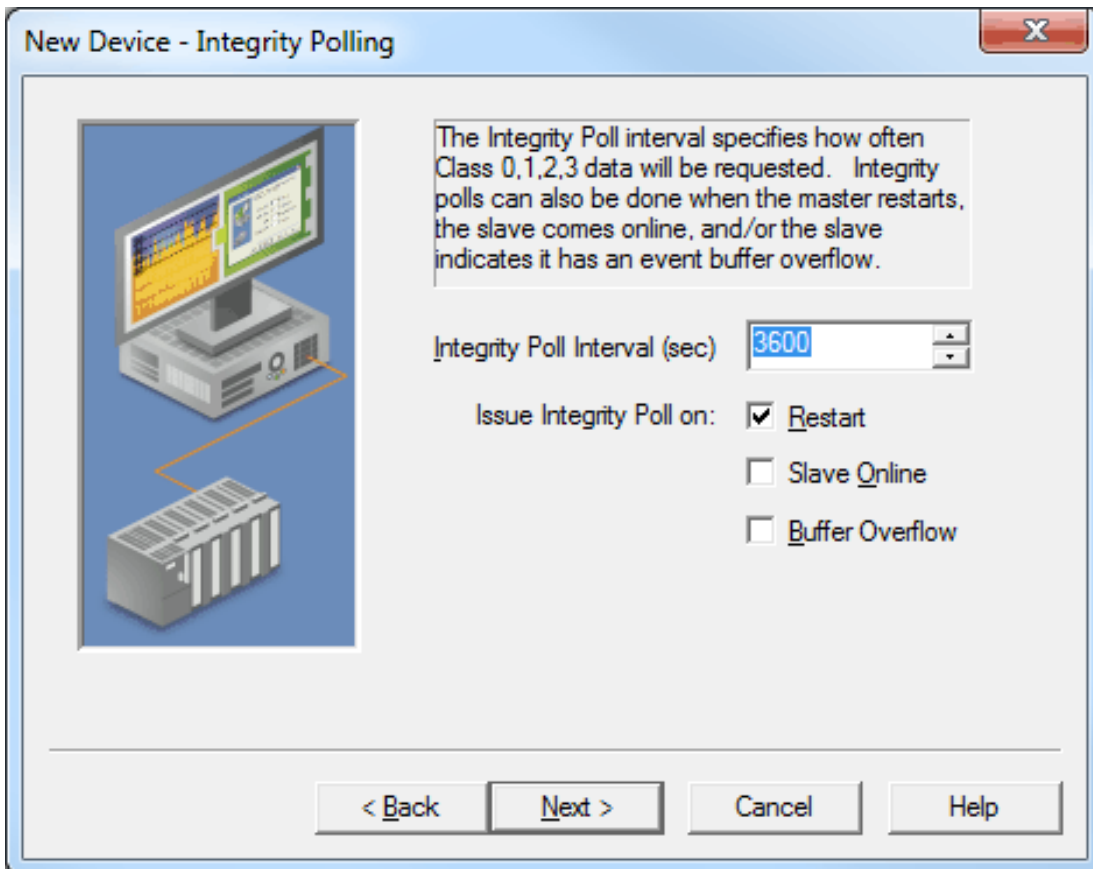 New Device - Integrity Polling
The Integrity Poll interval specifies how often
Class 0,1,2,3 data will be requested.   Integrity
polls can also be done when the master restarts,
the slave comes online, and/or the slave
indicates it has an event buffer overflow.
Integrity Poll Interval (sec) 3600
Issue Integrity Poll on: Restart
Slave Online
Buffer Overflow
< Back Next > Cancel Help